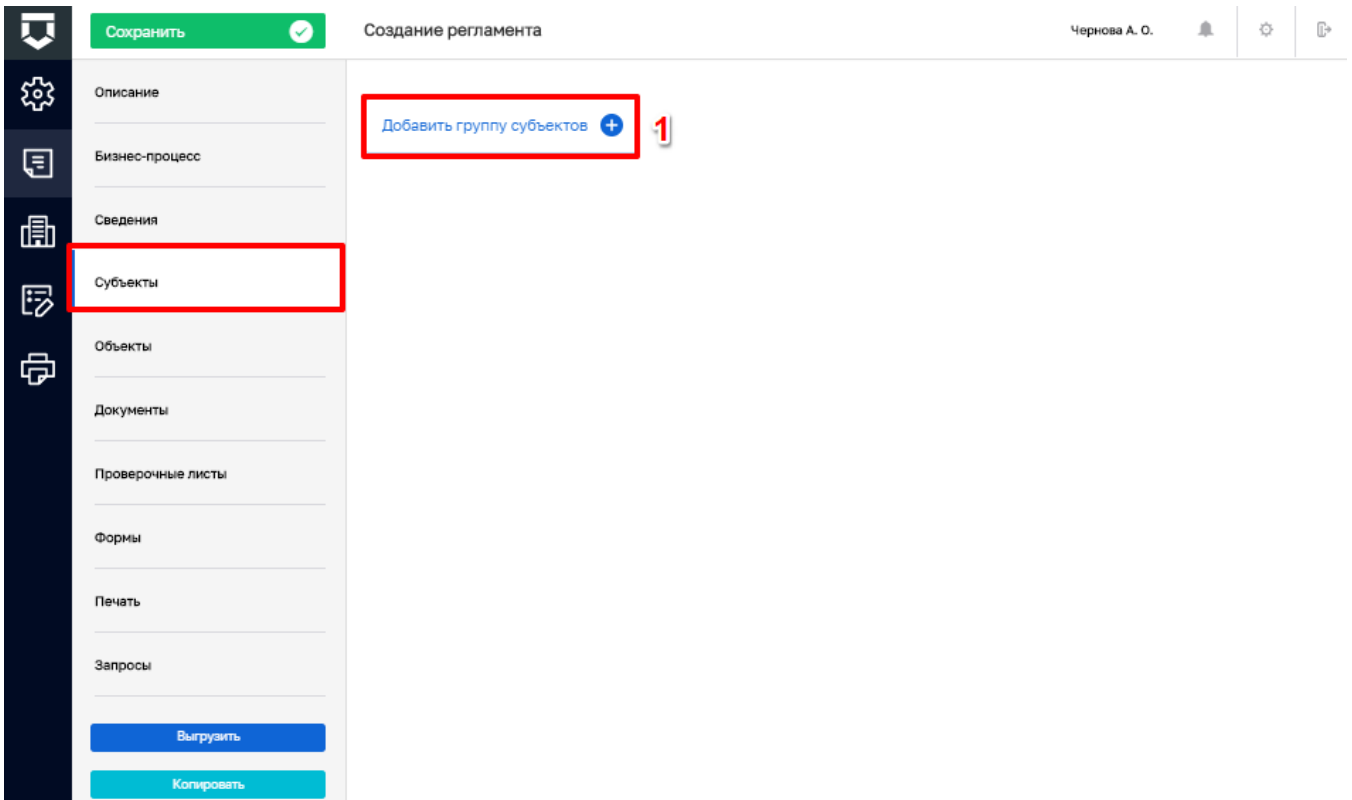 Сохранить
Создание регламента
Чернова А. О.
Описание
Добавить группу субъектов
1
Бизнес-процесс
Сведения
Субъекты
Объекты
Документы
Проверочные листы
Формы
Печать
Запросы
Выгрузить
Копировать